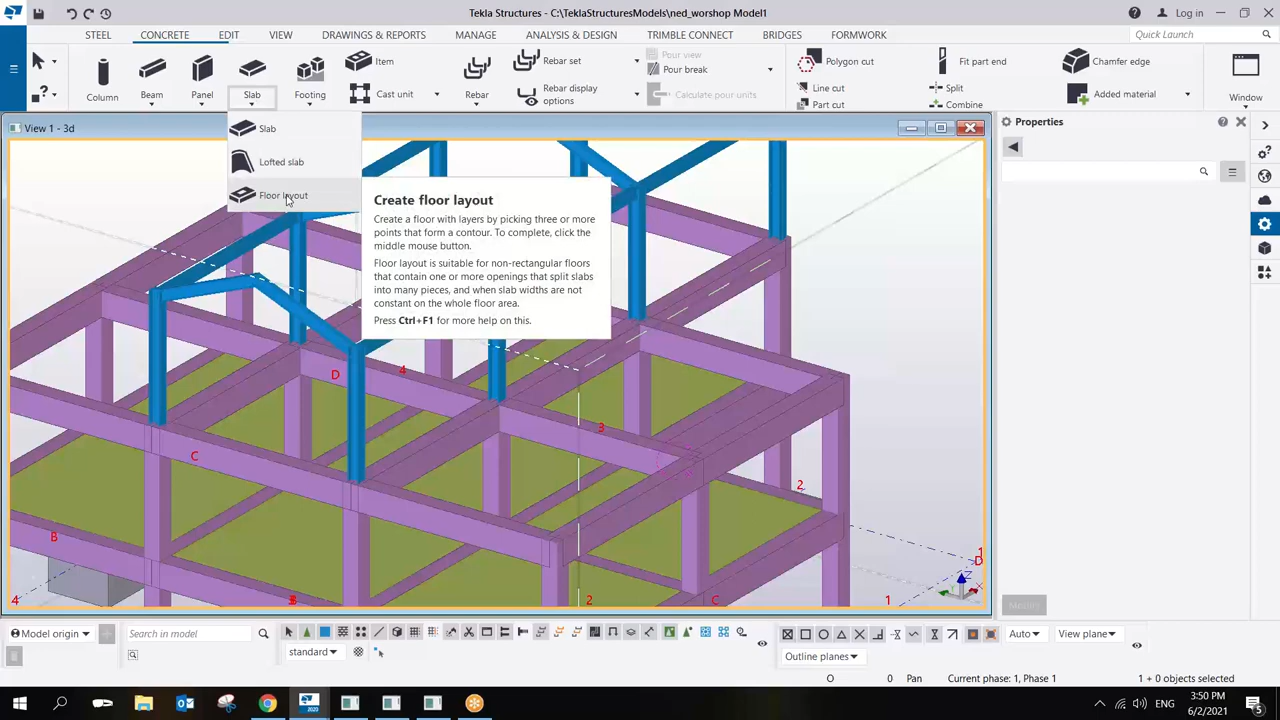 Tekla Structures - C:\TeklaStructuresModels\ned_workshop Model1
Log in
STEEL CONCRETE EDIT VIEW DRAWINGS & REPORTS MANAGE ANALYSIS & DESIGN TRIMBLE CONNECT BRIDGES FORMWORK
Quick Launch
Column
Beam
Panel
Slab
Footing
Item
Cast unit
Rebar
Rebar set
Rebar display options
Pour view
Pour break
Calculate pour units
Polygon cut
Line cut
Part cut
Fit part end
Split
Combine
Chamfer edge
Added material
Window
View 1 - 3d
Properties
Slab
Lofted slab
Floor layout
Create floor layout
Create a floor with layers by picking three or more
points that form a contour. To complete, click the
middle mouse button.
Floor layout is suitable for non-rectangular floors
that contain one or more openings that split slabs
into many pieces, and when slab widths are not
constant on the whole floor area.
Press Ctrl+F1 for more help on this.
D
4
3
C
2
B
1
D
Z
4
2
C
1
Modify
Model origin
Search in model
standard
Auto
View plane
Outline planes
O 0 Pan Current phase: 1, Phase 1 1 + 0 objects selected
2020
ENG
3:50 PM
6/2/2021
5